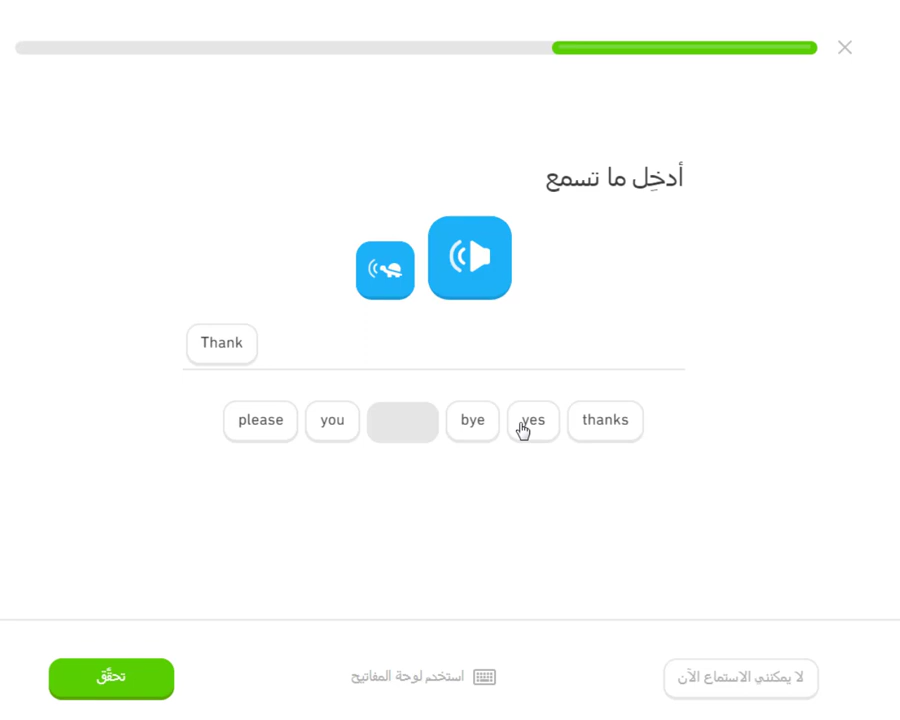 أدخِل ما تسمع
Thank
please you bye yes thanks
لا يمكنني الاستماع الآن
استخدم لوحة المفاتيح
تحقَّق